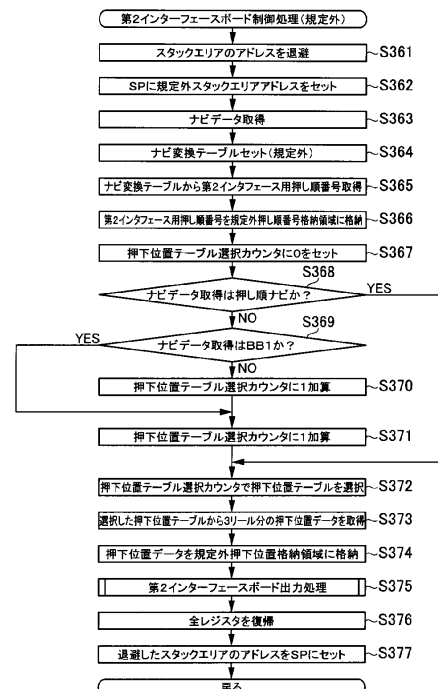 第2インターフェースボード制御処理(規定外)
スタックエリアのアドレスを退避 S361
SPに規定外スタックエリアアドレスをセット S362
ナビデータ取得 S363
ナビ変換テーブルセット(規定外) S364
ナビ変換テーブルから第2インタフェース用押し順番号取得 S365
第2インタフェース用押し順番号を規定外押し順番号格納領域に格納 S366
押下位置テーブル選択カウンタに0をセット S367
S368
ナビデータ取得は押し順ナビか? YES
NO
S369
YES ナビデータ取得はBB1か?
NO
押下位置テーブル選択カウンタに1加算 S370
押下位置テーブル選択カウンタに1加算 S371
押下位置テーブル選択カウンタで押下位置テーブルを選択 S372
選択した押下位置テーブルから3リール分の押下位置データを取得 S373
押下位置データを規定外押下位置格納領域に格納 S374
第2インターフェースボード出力処理 S375
全レジスタを復帰 S376
退避したスタックエリアのアドレスをSPにセット S377
戻る